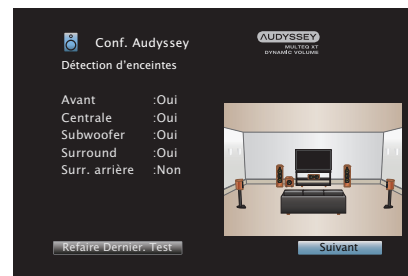 Conf. Audyssey
AUDYSSEY
MULTEQ XT
DYNAMIC VOLUME
Détection d'enceintes
Avant :Oui
Centrale :Oui
Subwoofer :Oui
Surround :Oui
Surr. arrière :Non
Refaire Dernier. Test
Suivant